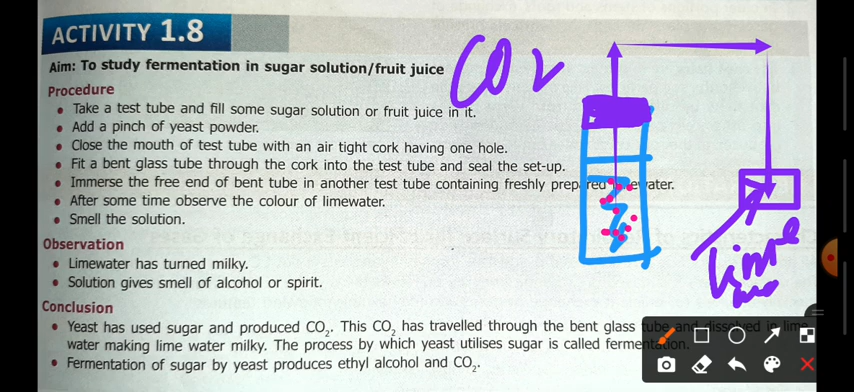 ACTIVITY 1.8
Aim: To study fermentation in sugar solution/fruit juice
CO2
Procedure
• Take a test tube and fill some sugar solution or fruit juice in it.
• Add a pinch of yeast powder.
• Close the mouth of test tube with an air tight cork having one hole.
• Fit a bent glass tube through the cork into the test tube and seal the set-up.
• Immerse the free end of bent tube in another test tube containing freshly prepared limewater.
• After some time observe the colour of limewater.
• Smell the solution.
Observation
• Limewater has turned milky.
• Solution gives smell of alcohol or spirit.
Lime
Conclusion
• Yeast has used sugar and produced CO2. This CO2 has travelled through the bent glass tube and dissolved in lime
water making lime water milky. The process by which yeast utilises sugar is called fermentation.
• Fermentation of sugar by yeast produces ethyl alcohol and CO2.